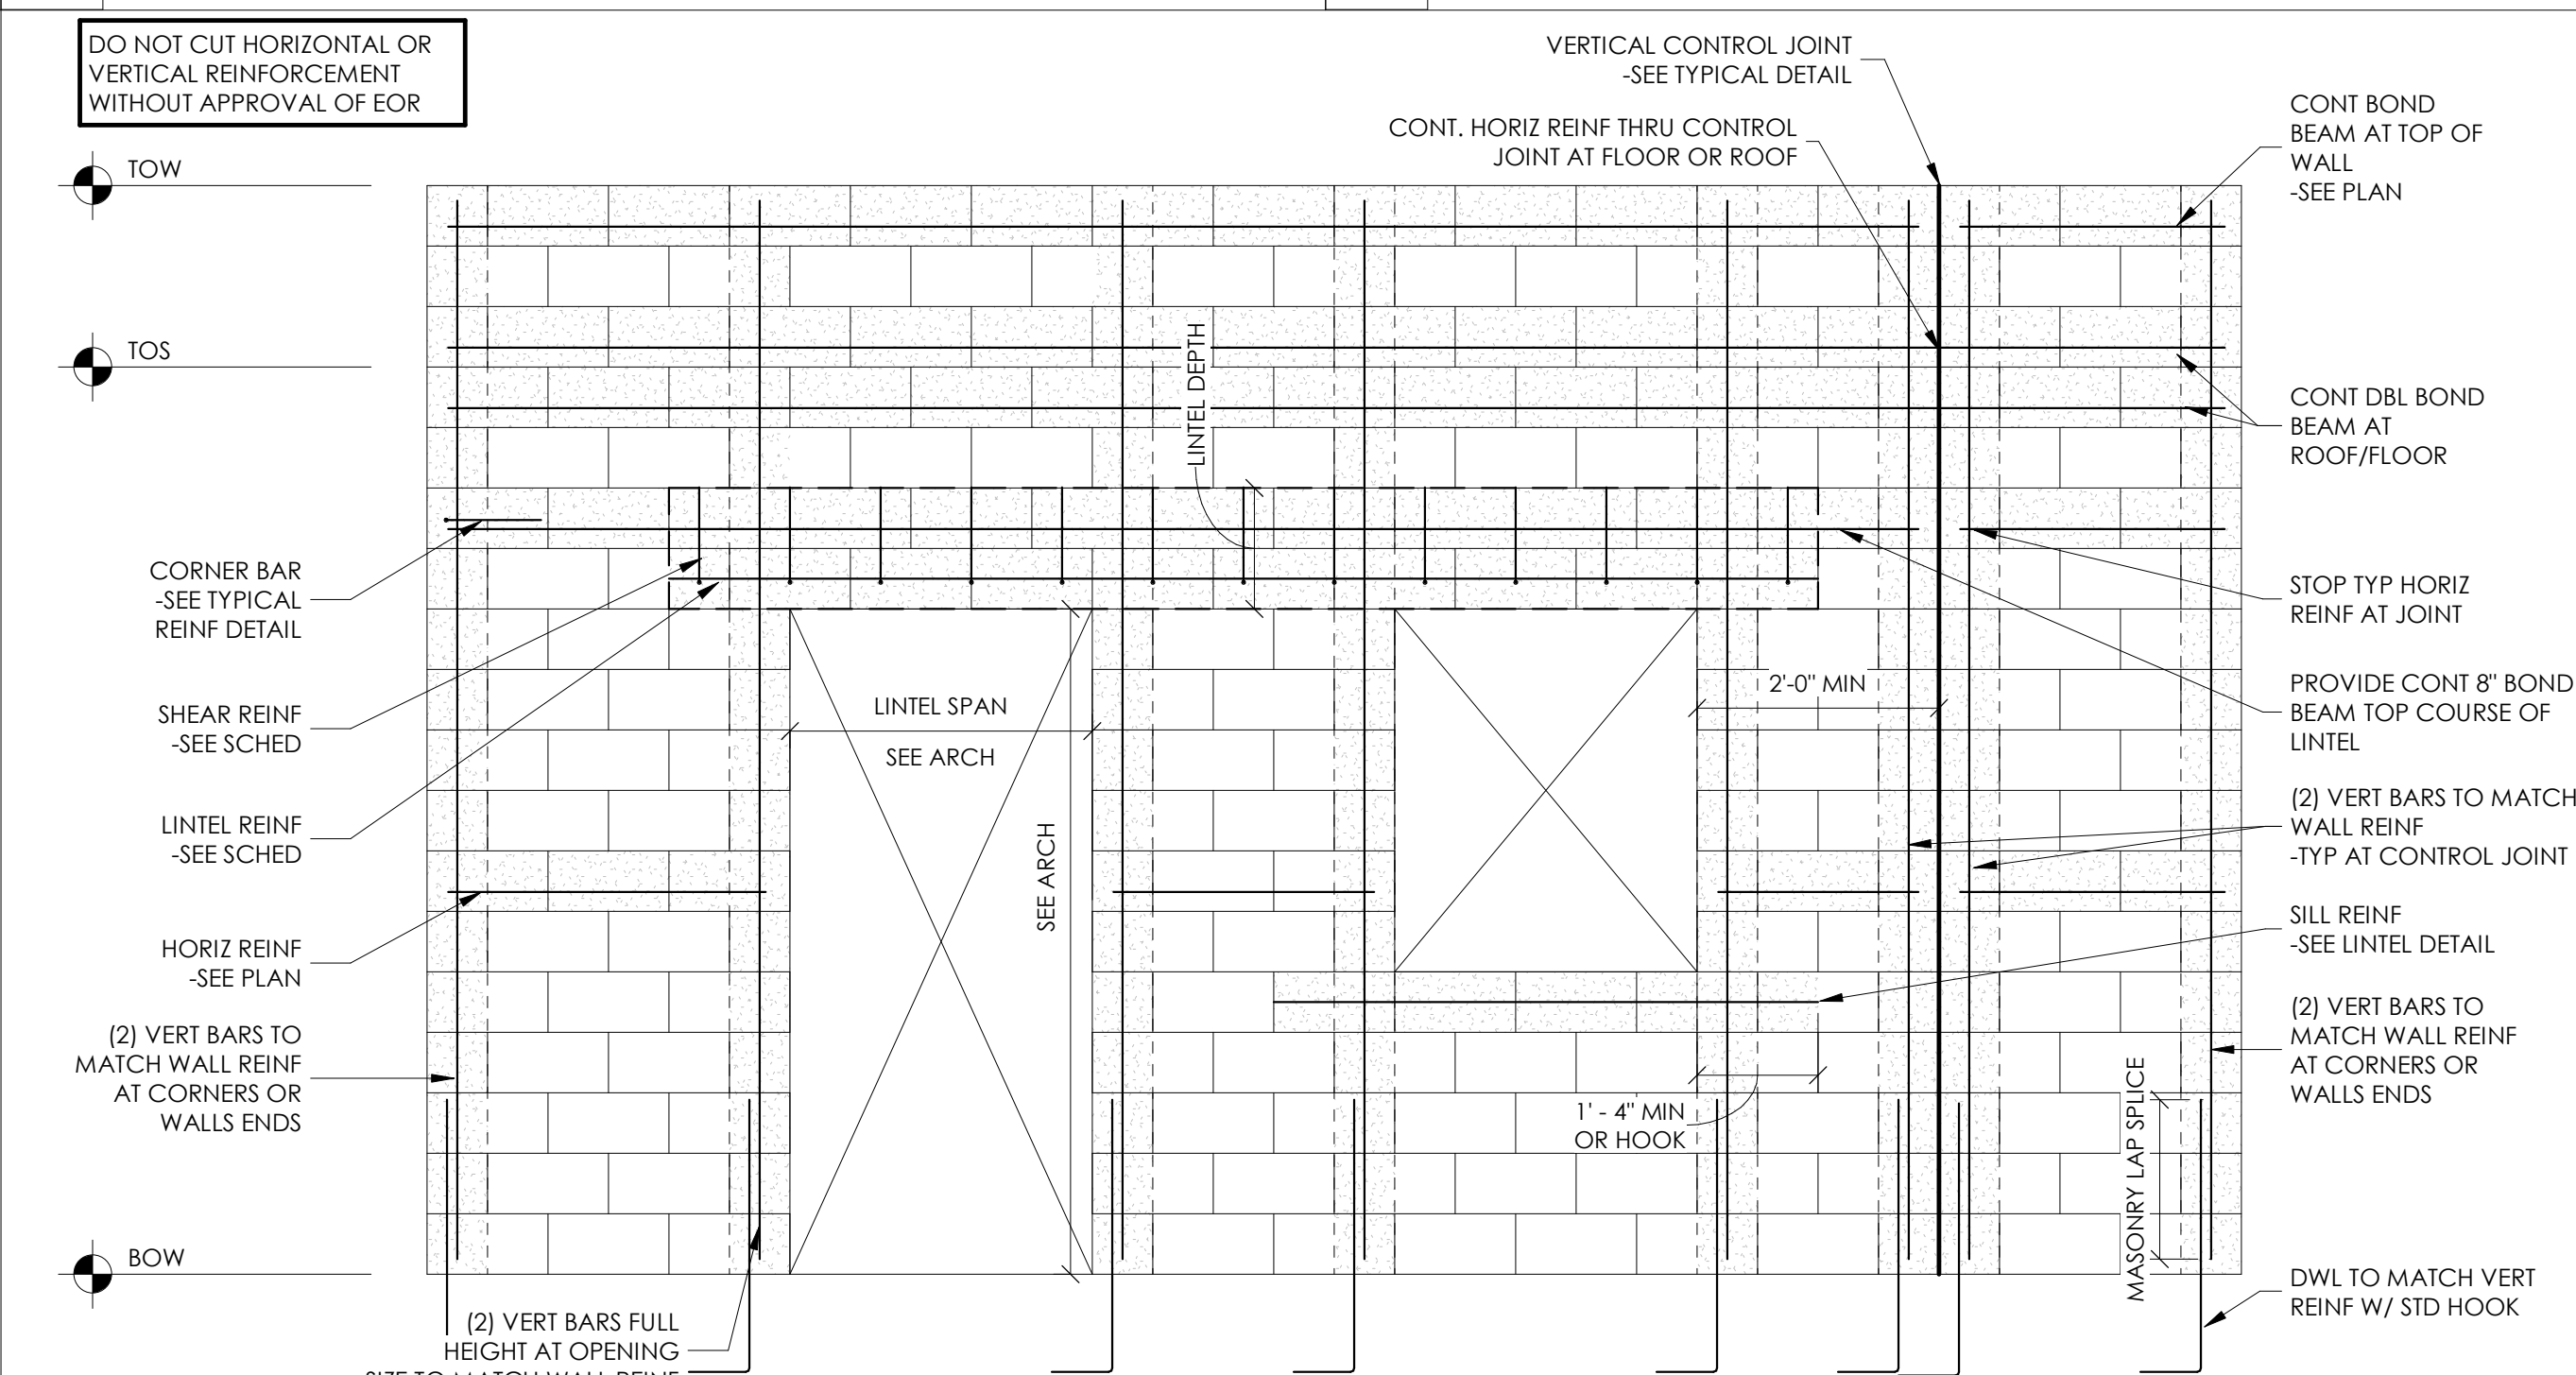 DO NOT CUT HORIZONTAL OR
VERTICAL REINFORCEMENT
WITHOUT APPROVAL OF EOR
VERTICAL CONTROL JOINT
-SEE TYPICAL DETAIL
CONT. HORIZ REINF THRU CONTROL
JOINT AT FLOOR OR ROOF
CONT BOND
BEAM AT TOP OF
WALL
-SEE PLAN
TOW
TOS
LINTEL DEPTH
CONT DBL BOND
BEAM AT
ROOF/FLOOR
CORNER BAR
-SEE TYPICAL
REINF DETAIL
STOP TYP HORIZ
REINF AT JOINT
SHEAR REINF
-SEE SCHED
LINTEL SPAN
SEE ARCH
2'-0" MIN
PROVIDE CONT 8" BOND
BEAM TOP COURSE OF
LINTEL
LINTEL REINF
-SEE SCHED
SEE ARCH
(2) VERT BARS TO MATCH
WALL REINF
-TYP AT CONTROL JOINT
HORIZ REINF
-SEE PLAN
SILL REINF
-SEE LINTEL DETAIL
(2) VERT BARS TO
MATCH WALL REINF
AT CORNERS OR
WALLS ENDS
1' - 4" MIN
OR HOOK
MASONRY LAP SPLICE
(2) VERT BARS TO
MATCH WALL REINF
AT CORNERS OR
WALLS ENDS
BOW
(2) VERT BARS FULL
HEIGHT AT OPENING
SIZE TO MATCH WALL REINF
DWL TO MATCH VERT
REINF W/ STD HOOK